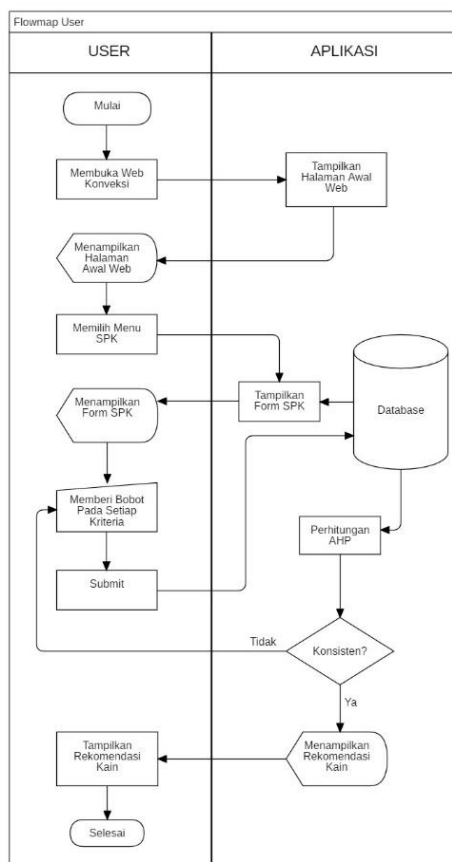 Flowmap User
USER
APLIKASI
Mulai
Membuka Web
Konveksi
Tampilkan
Halaman Awal
Web
Menampilkan
Halaman
Awal Web
Memilih Menu
SPK
Tampilkan
Form SPK
Menampilkan
Form SPK
Database
Memberi Bobot
Pada Setiap
Kriteria
Perhitungan
AHP
Submit
Tidak
Konsisten?
Ya
Tampilkan
Rekomendasi
Kain
Menampilkan
Rekomendasi
Kain
Selesai